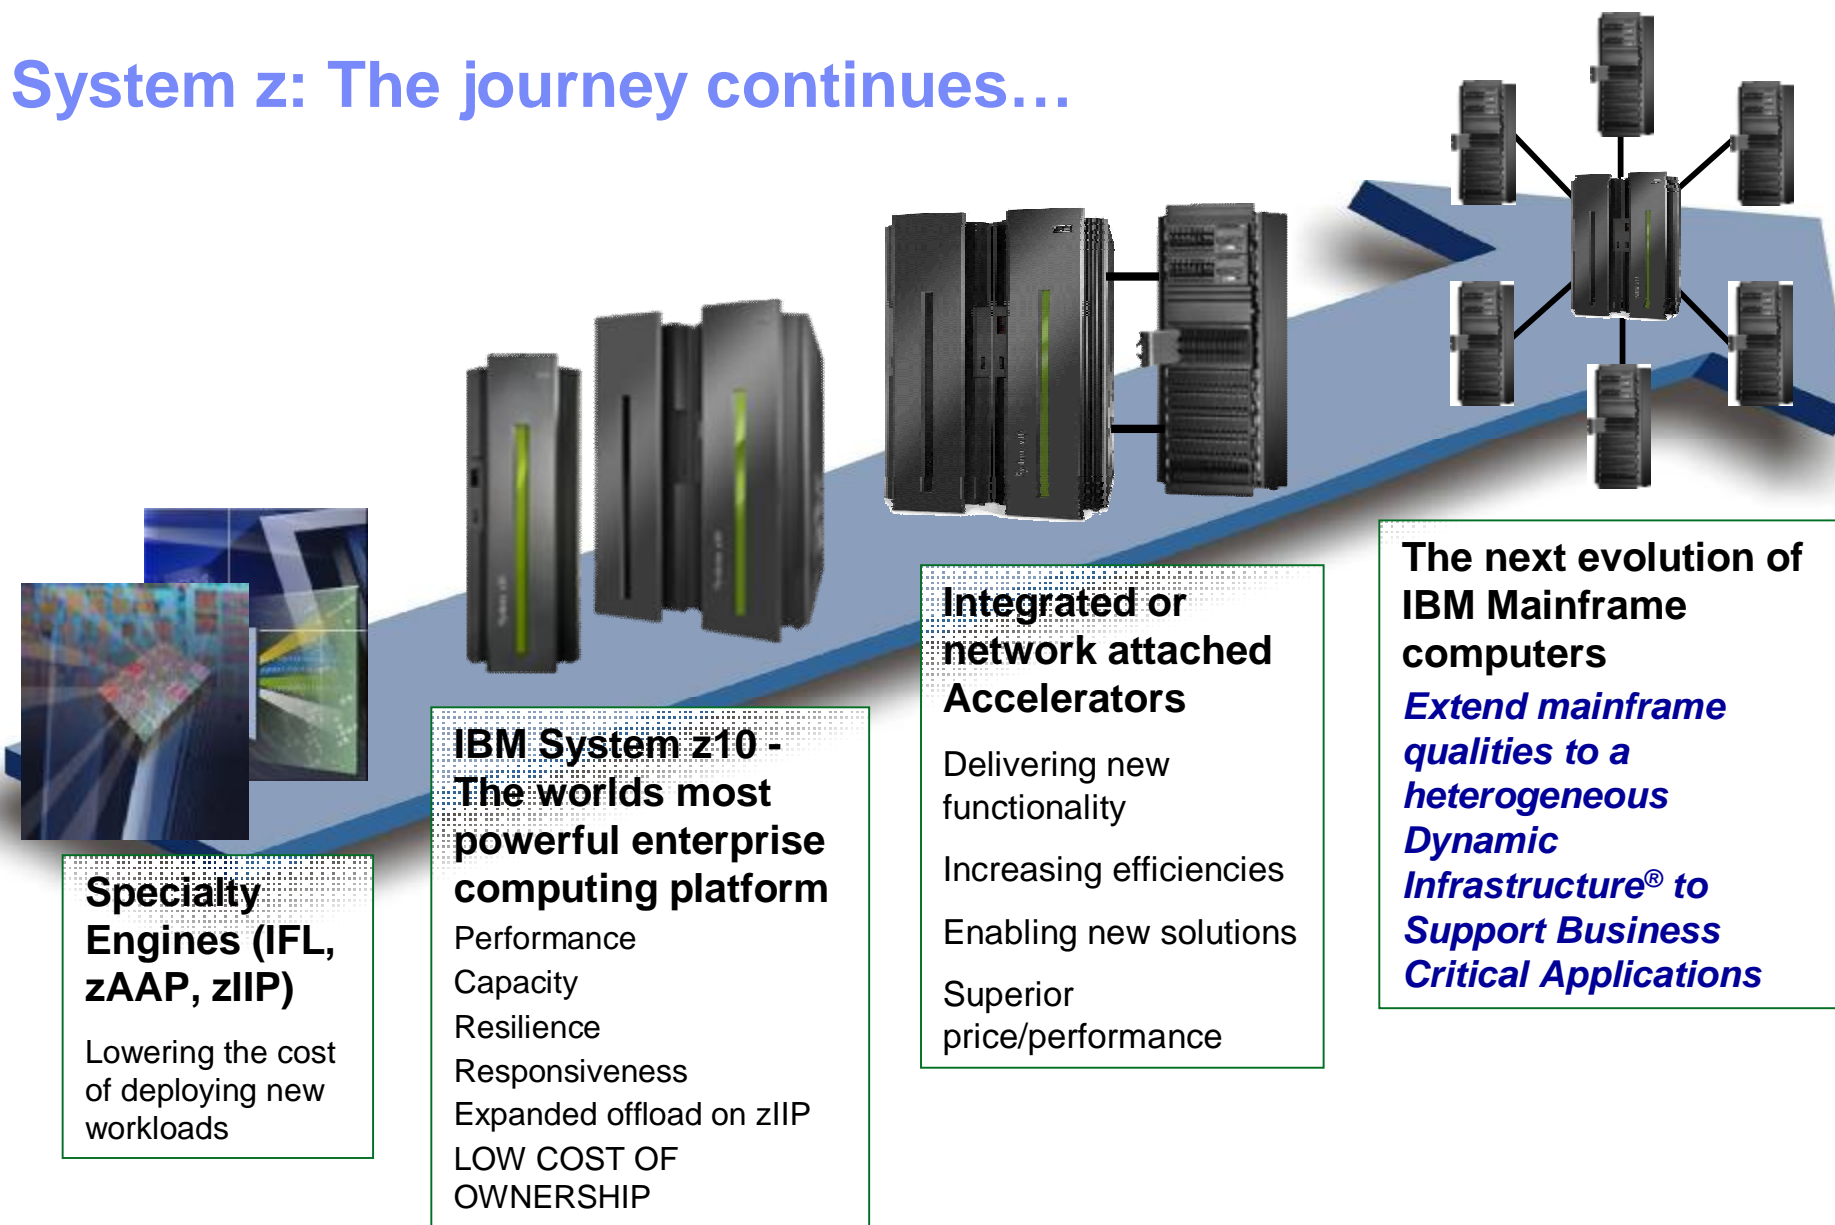 System z: The journey continues…
Specialty
Engines (IFL,
zAAP, zIIP)
Lowering the cost
of deploying new
workloads
IBM System z10 -
The worlds most
powerful enterprise
computing platform
Performance
Capacity
Resilience
Responsiveness
Expanded offload on zIIP
LOW COST OF
OWNERSHIP
Integrated or
network attached
Accelerators
Delivering new
functionality
Increasing efficiencies
Enabling new solutions
Superior
price/performance
The next evolution of
IBM Mainframe
computers
Extend mainframe
qualities to a
heterogeneous
Dynamic
Infrastructure® to
Support Business
Critical Applications